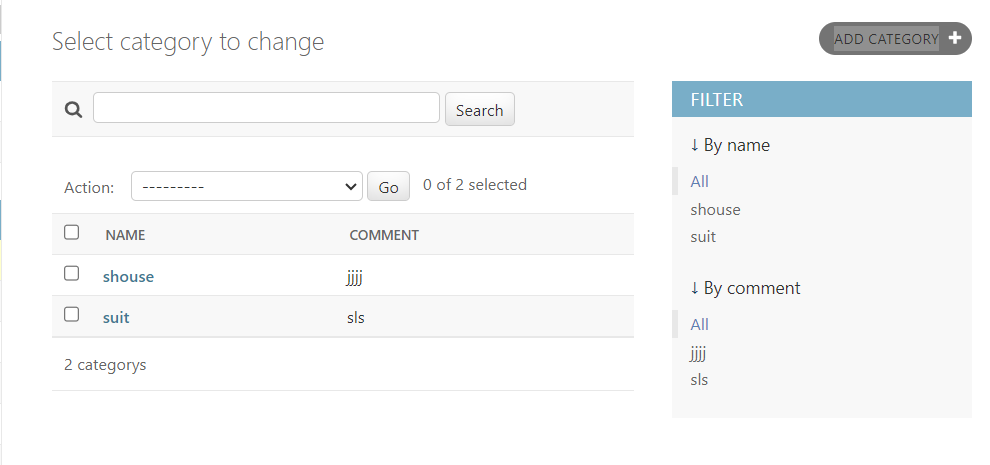 Select category to change
ADD CATEGORY
Search
Action: --------- Go 0 of 2 selected
NAME COMMENT
shouse jjjj
suit sls
2 categorys
FILTER
↓ By name
All
shouse
suit
↓ By comment
All
jjjj
sls